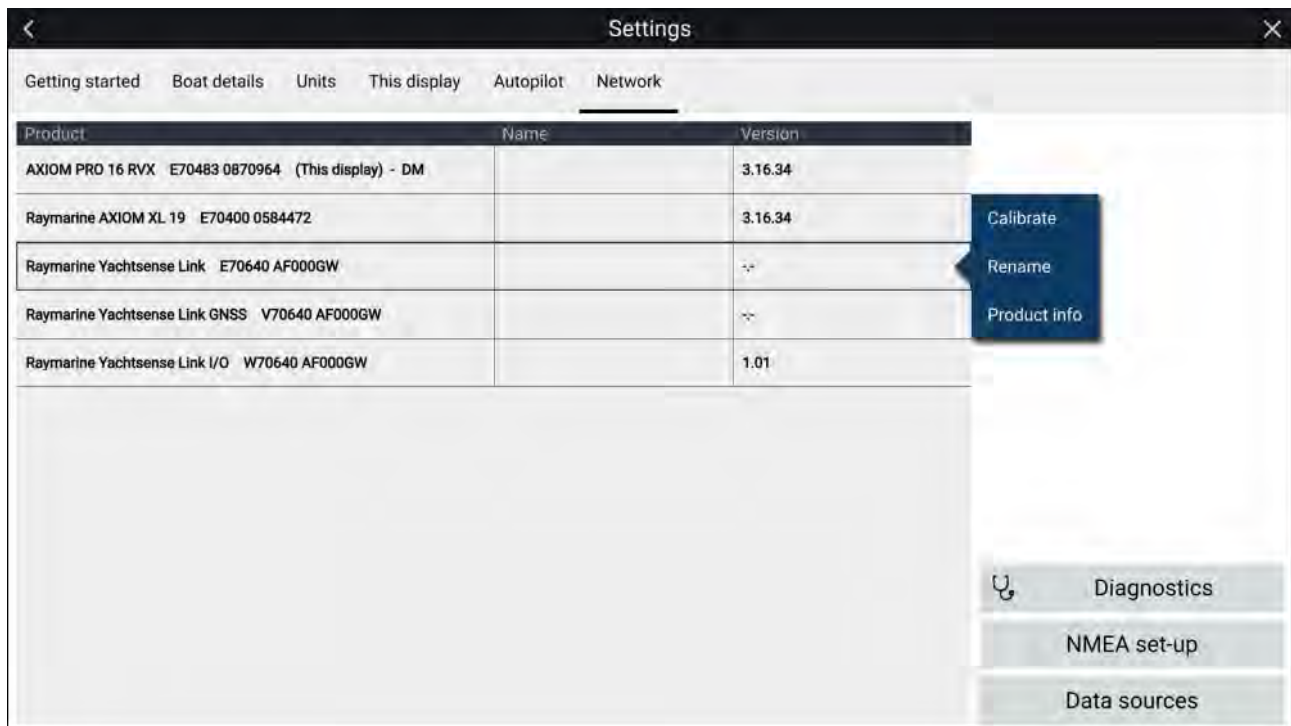 Settings
Getting started Boat details Units This display Autopilot Network
Product Name Version
AXIOM PRO 16 RVX E70483 0870964 (This display) - DM 3.16.34
Raymarine AXIOM XL 19 E70400 0584472 3.16.34
Raymarine Yachtsense Link E70640 AF000GW -.-
Raymarine Yachtsense Link GNSS V70640 AF000GW -.-
Raymarine Yachtsense Link I/O W70640 AF000GW 1.01
Calibrate
Rename
Product info
Diagnostics
NMEA set-up
Data sources